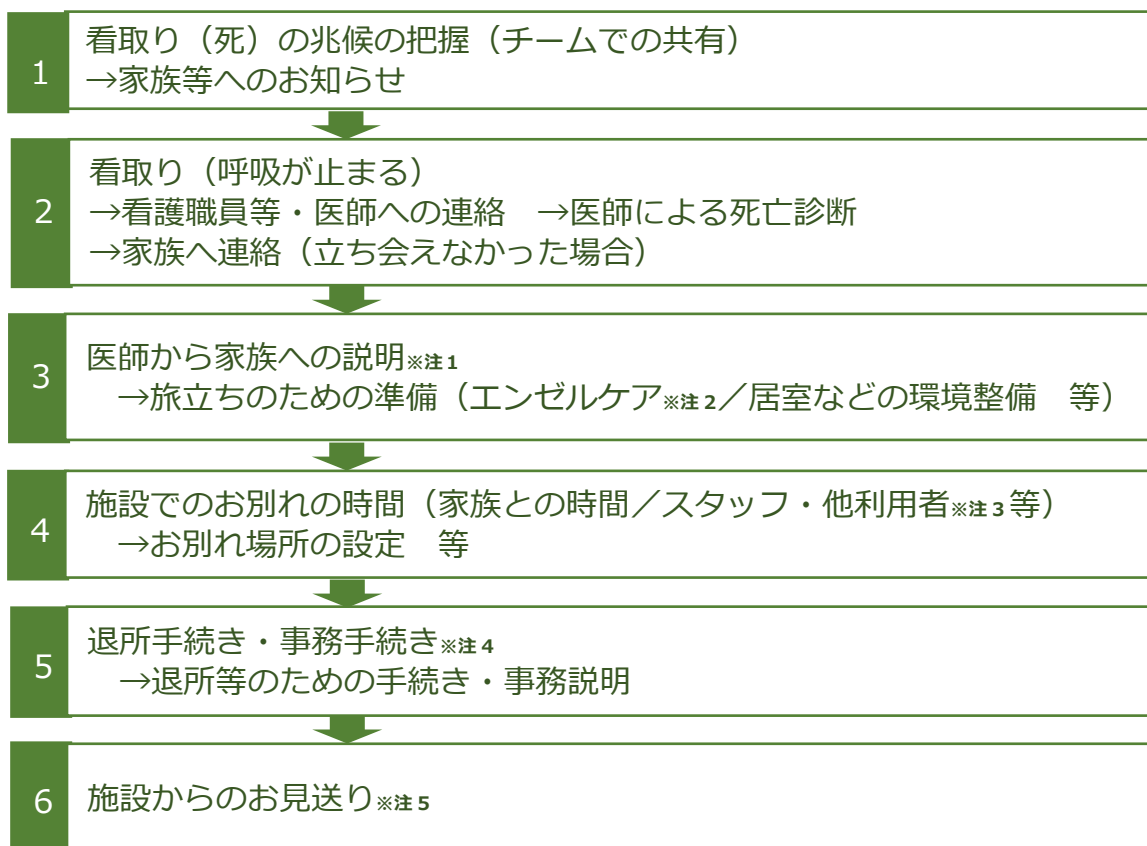 1
看取り（死）の兆候の把握（チームでの共有）
→家族等へのお知らせ
2
看取り（呼吸が止まる）
→看護職員等・医師への連絡　→医師による死亡診断
→家族へ連絡（立ち会えなかった場合）
3
医師から家族への説明※注１
→旅立ちのための準備（エンゼルケア※注２／居室などの環境整備　等）
4
施設でのお別れの時間（家族との時間／スタッフ・他利用者※注３等）
→お別れ場所の設定　等
5
退所手続き・事務手続き※注４
→退所等のための手続き・事務説明
6
施設からのお見送り※注５